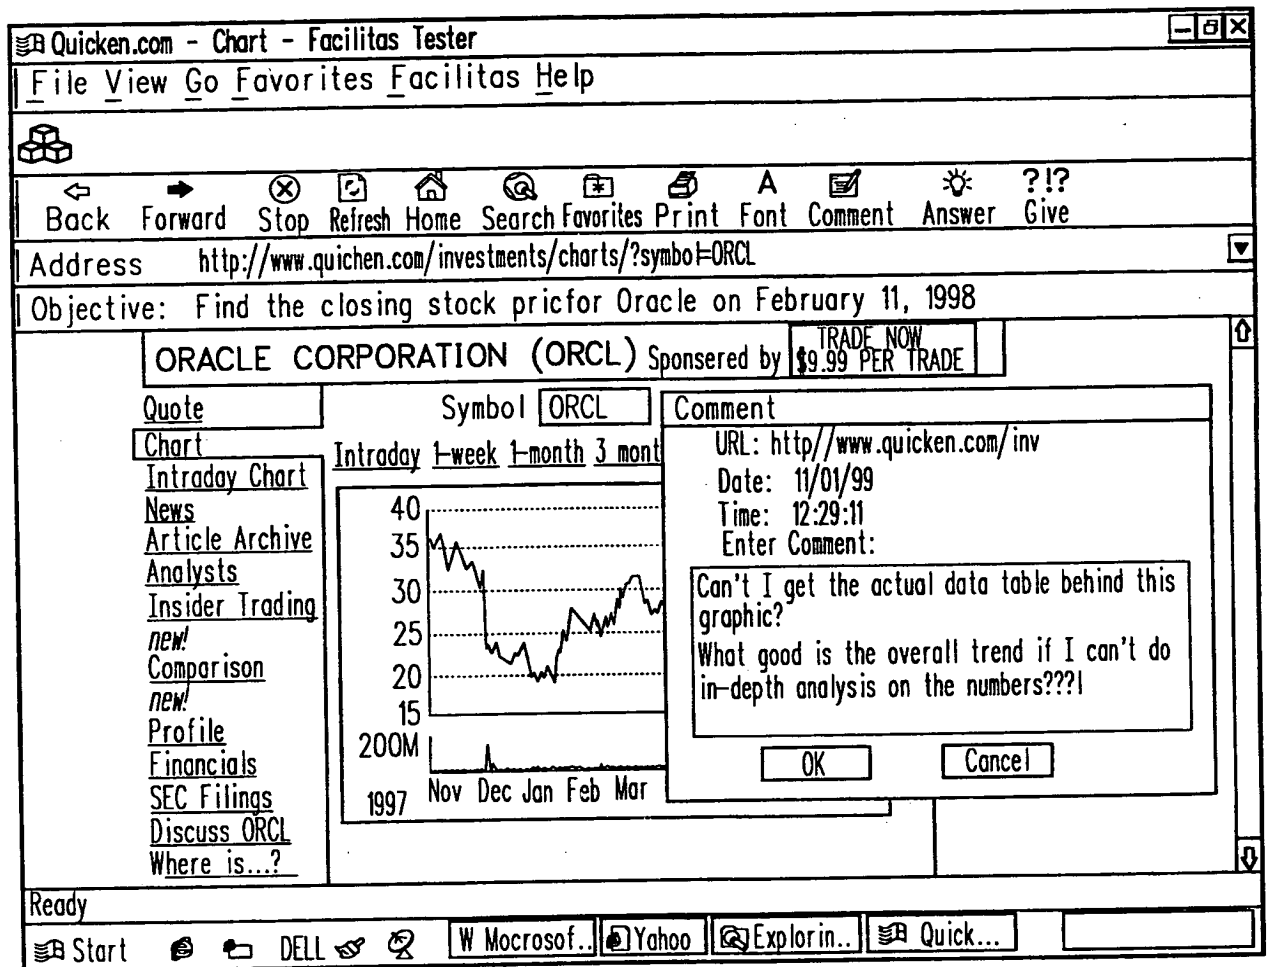 Quicken.com - Chart - Facilitas Tester
File View Go Favorites Facilitas Help
Back Forward Stop Refresh Home Search Favorites Print Font Comment Answer Give
A ?!?
Address http://www.quichen.com/investments/charts/?symbol=ORCL
Objective: Find the closing stock pricfor Oracle on February 11, 1998
ORACLE CORPORATION (ORCL) Sponsered by
TRADE NOW
$9.99 PER TRADE
Quote
Chart
Intraday Chart
News
Article Archive
Analysts
Insider Trading
new!
Comparison
new!
Profile
Financials
SEC Filings
Discuss ORCL
Where is...?
Symbol ORCL
Intraday 1-week 1-month 3 mont
40
35
30
25
20
15
200M
1997 Nov Dec Jan Feb Mar
Comment
URL: http//www.quicken.com/inv
Date: 11/01/99
Time: 12:29:11
Enter Comment:
Can't I get the actual data table behind this
graphic?
What good is the overall trend if I can't do
in-depth analysis on the numbers???
OK Cancel
Ready
Start DELL W Mocrosof.. Yahoo Explorin.. Quick...